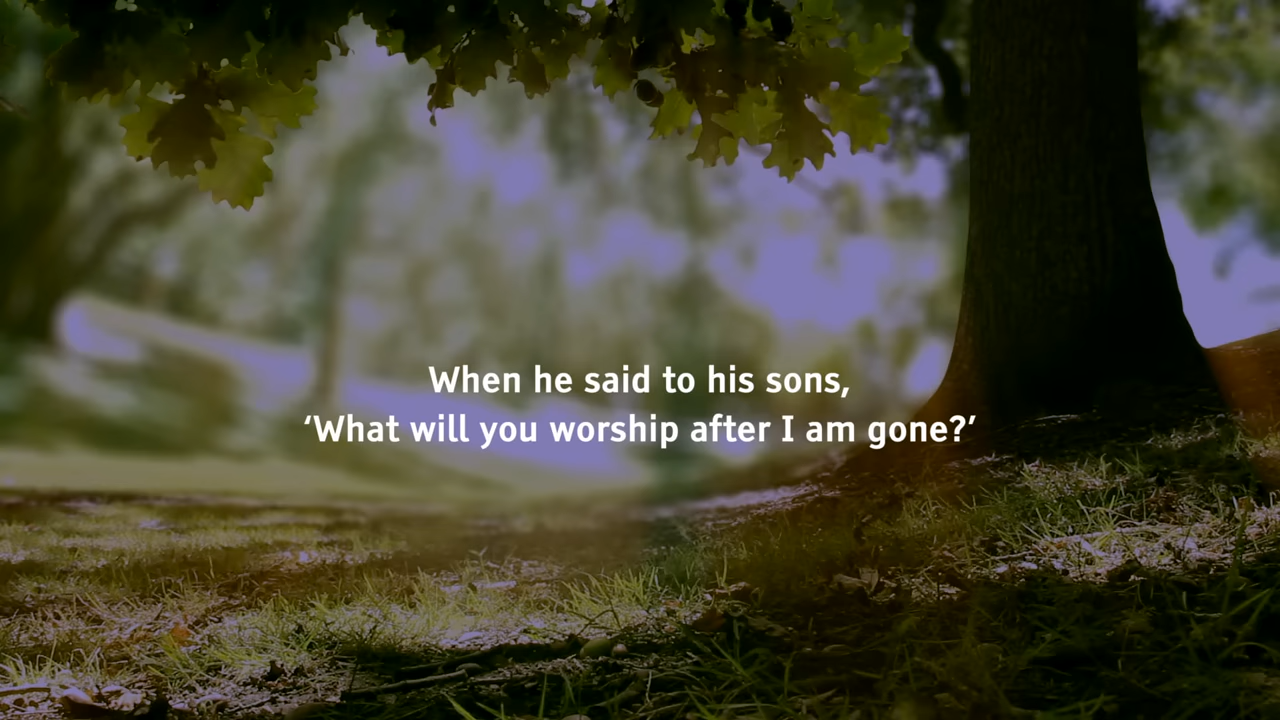 When he said to his sons,
‘What will you worship after I am gone?’